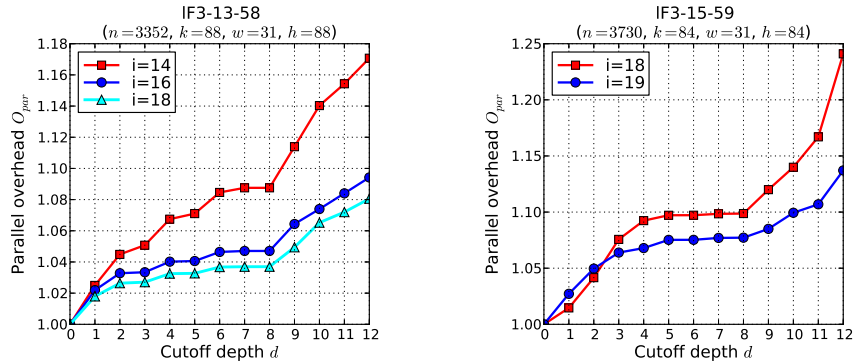 lF3-13-58
(n=3352, k=88, w=31, h=88)
1.18
1.16
1.14
1.12
1.10
1.08
1.06
1.04
1.02
1.00
Parallel overhead O_par
i=14
i=16
i=18
0 1 2 3 4 5 6 7 8 9 10 11 12
Cutoff depth d
lF3-15-59
(n=3730, k=84, w=31, h=84)
1.25
1.20
1.15
1.10
1.05
1.00
Parallel overhead O_par
i=18
i=19
0 1 2 3 4 5 6 7 8 9 10 11 12
Cutoff depth d